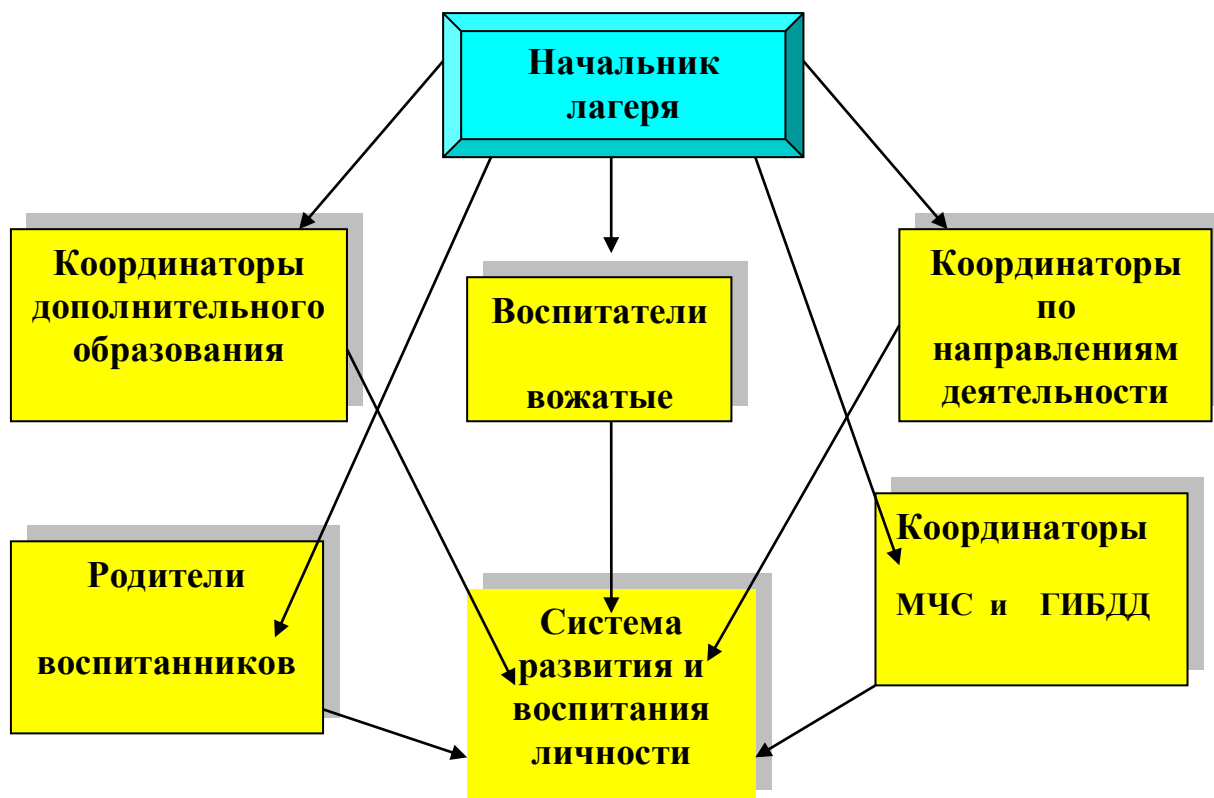 Начальник
лагеря
Координаторы
дополнительного
образования
Воспитатели
вожатые
Координаторы
по
направлениям
деятельности
Родители
воспитанников
Система
развития и
воспитания
личности
Координаторы
МЧС и ГИБДД